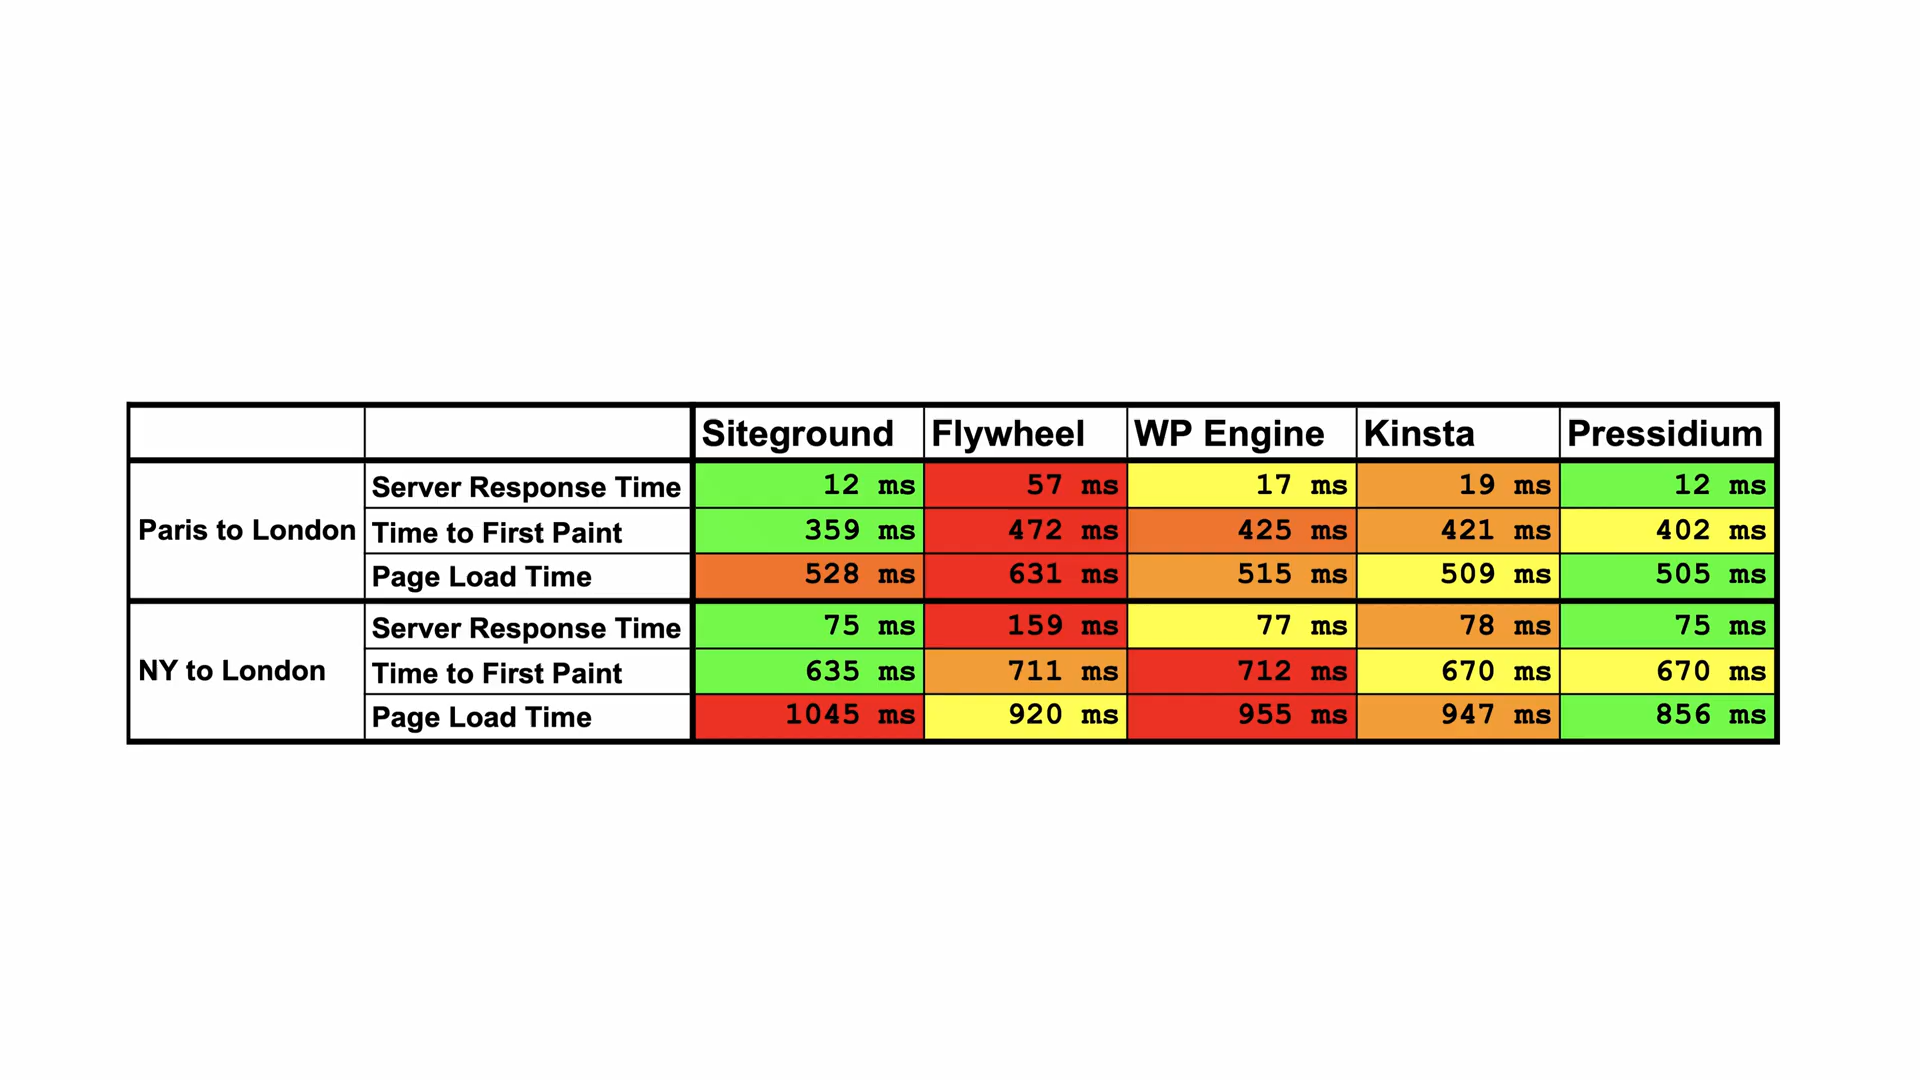 Siteground Flywheel WP Engine Kinsta Pressidium
Paris to London
Server Response Time 12 ms 57 ms 17 ms 19 ms 12 ms
Time to First Paint 359 ms 472 ms 425 ms 421 ms 402 ms
Page Load Time 528 ms 631 ms 515 ms 509 ms 505 ms
NY to London
Server Response Time 75 ms 159 ms 77 ms 78 ms 75 ms
Time to First Paint 635 ms 711 ms 712 ms 670 ms 670 ms
Page Load Time 1045 ms 920 ms 955 ms 947 ms 856 ms